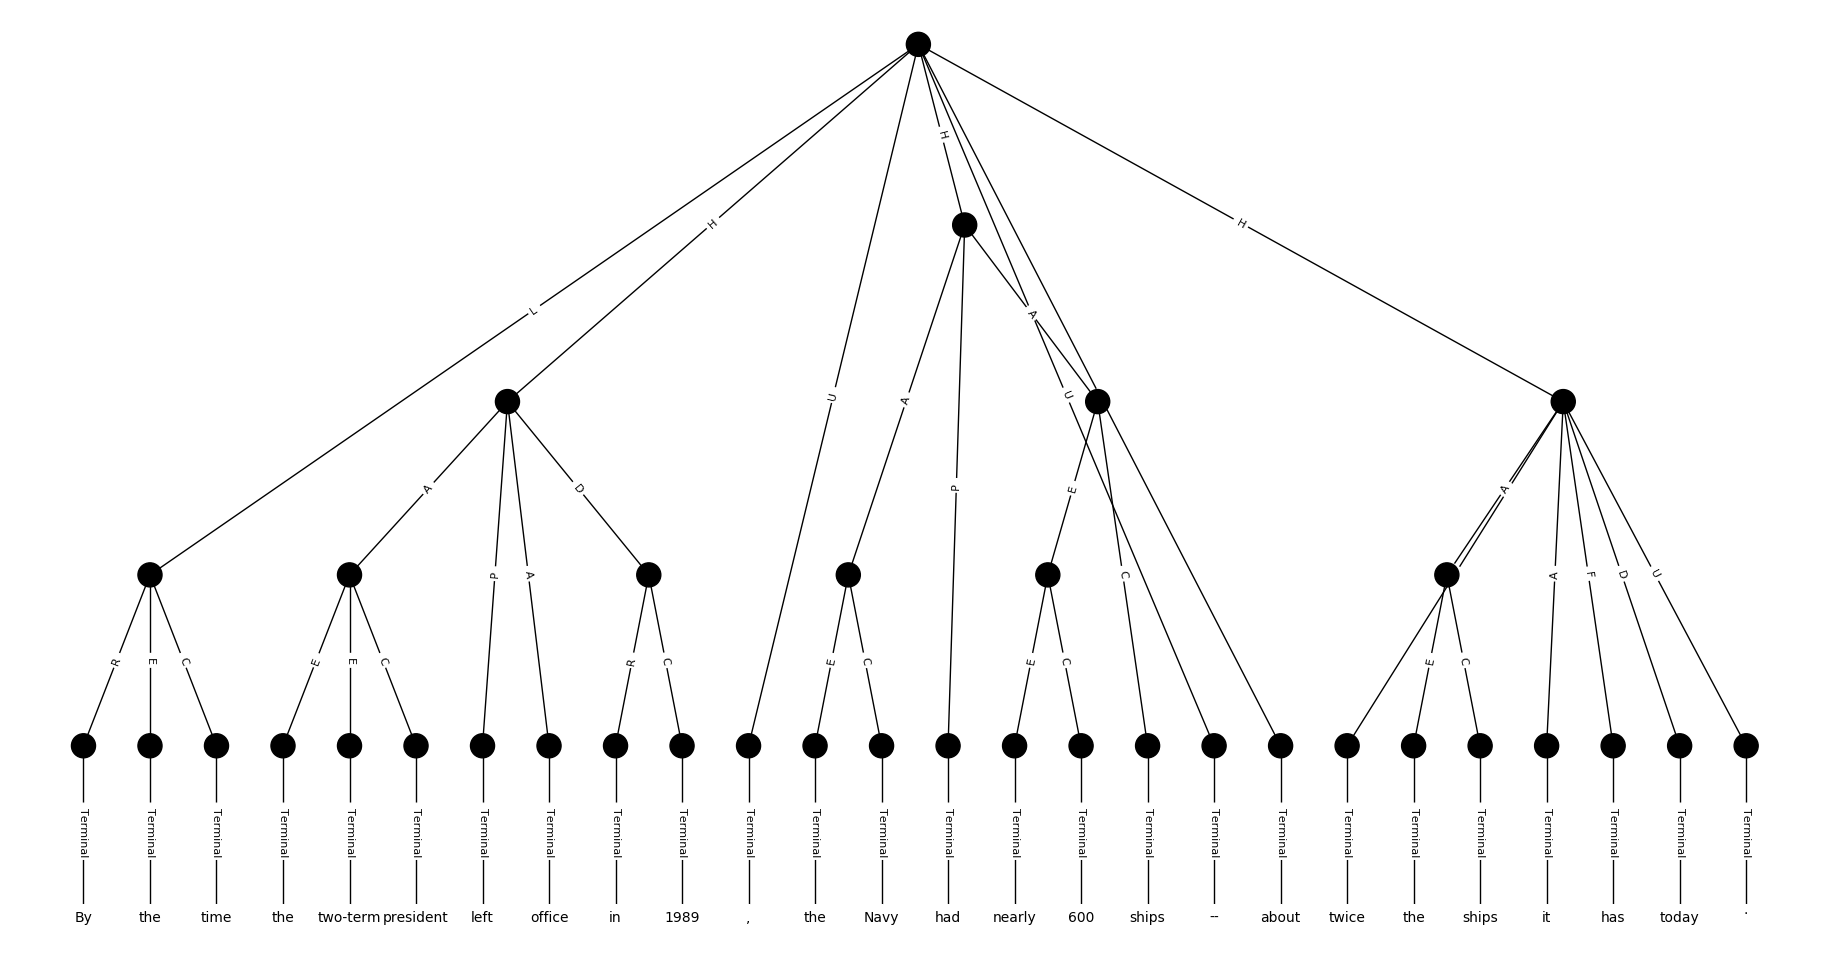 H
H
H
L
A
U
A
U
A
D
P
E
A
P
A
C
A
F
D
U
R
E
C
E
E
C
R
C
E
C
E
C
E
C
Terminal Terminal Terminal Terminal Terminal Terminal Terminal Terminal Terminal Terminal Terminal Terminal Terminal Terminal Terminal Terminal Terminal Terminal Terminal Terminal Terminal Terminal Terminal Terminal Terminal Terminal
By the time the two-term president left office in 1989 , the Navy had nearly 600 ships -- about twice the ships it has today .